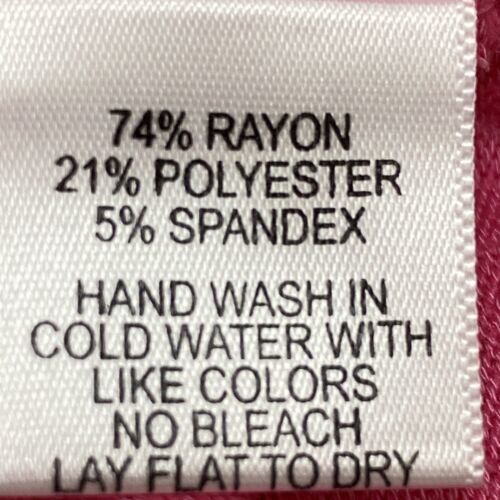 74% RAYON
21% POLYESTER
5% SPANDEX
HAND WASH IN
COLD WATER WITH
LIKE COLORS
NO BLEACH
LAY FLAT TO DRY